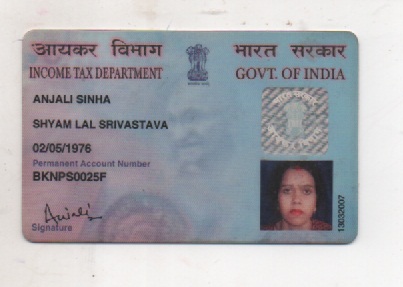 आयकर विभाग
INCOME TAX DEPARTMENT
भारत सरकार
GOVT. OF INDIA
ANJALI SINHA
SHYAM LAL SRIVASTAVA
02/05/1976
Permanent Account Number
BKNPS0025F
Anjali
Signature
13032007